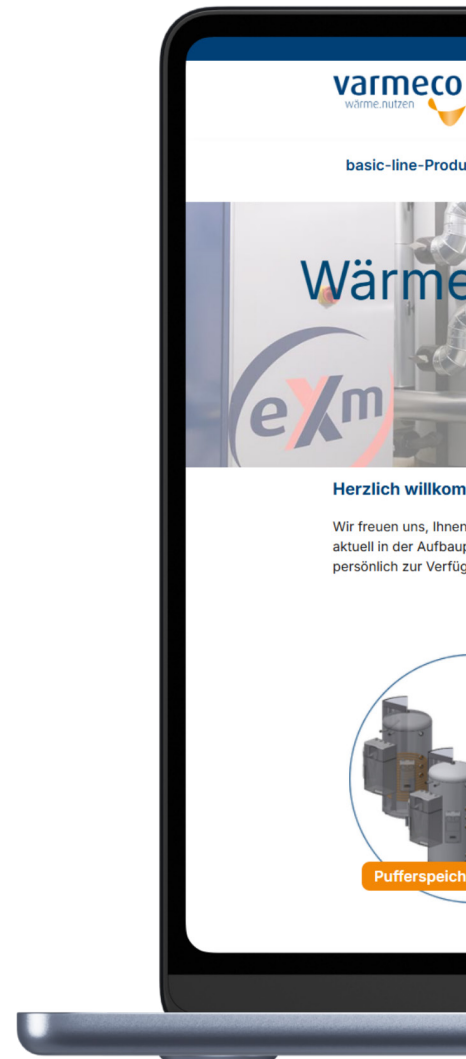 varmeco
wärme.nutzen
basic-line-Produ
Wärme
eXm
Herzlich willkom
Wir freuen uns, Ihnen
aktuell in der Aufbaup
persönlich zur Verfüg
Pufferspeich